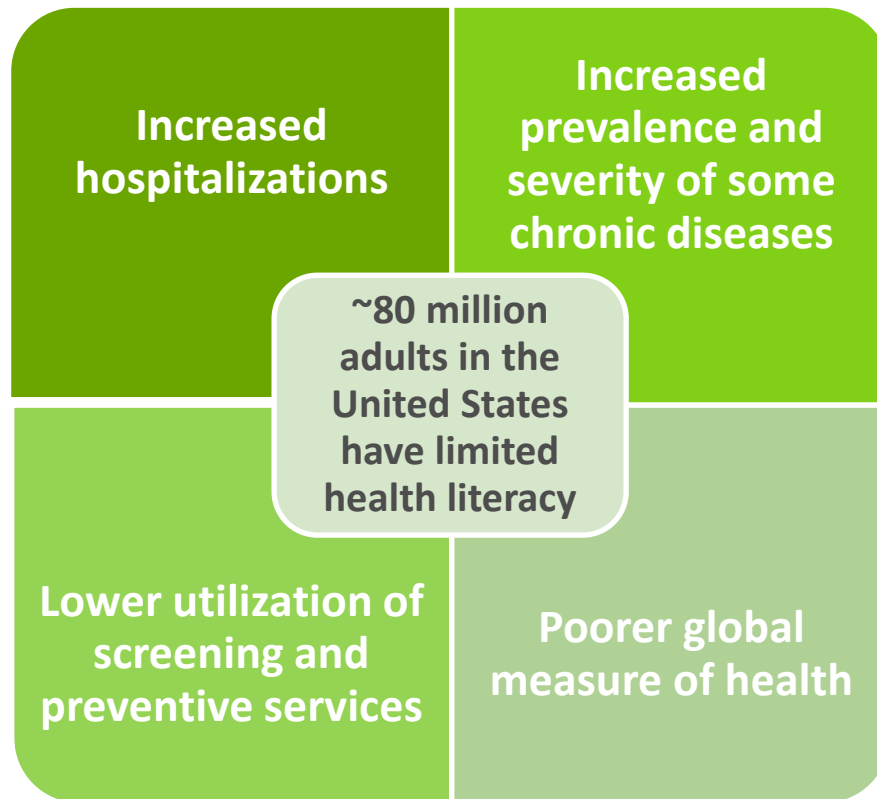 Increased
hospitalizations
Increased
prevalence and
severity of some
chronic diseases
~80 million
adults in the
United States
have limited
health literacy
Lower utilization of
screening and
preventive services
Poorer global
measure of health